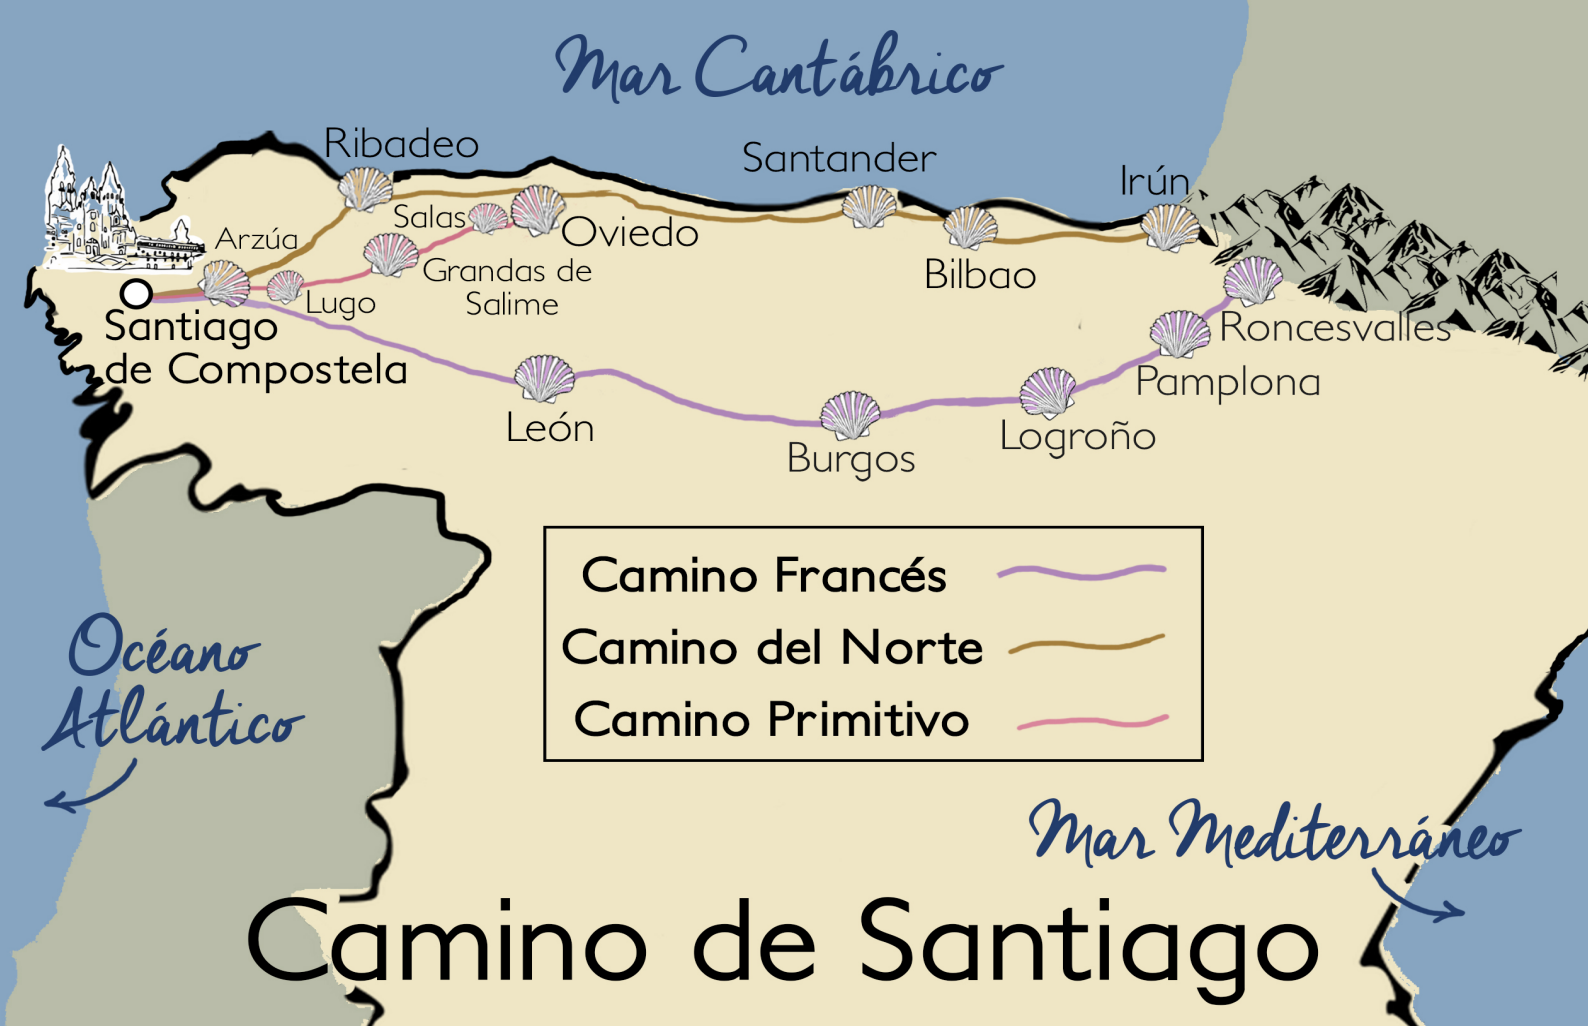 Mar Cantábrico
Ribadeo
Santander
Irún
Salas
Arzúa
Oviedo
Grandas de
Salime
Bilbao
Lugo
Santiago
de Compostela
Roncesvalles
Pamplona
León
Logroño
Burgos
Camino Francés
Camino del Norte
Camino Primitivo
Océano
Atlántico
Mar Mediterráneo
Camino de Santiago